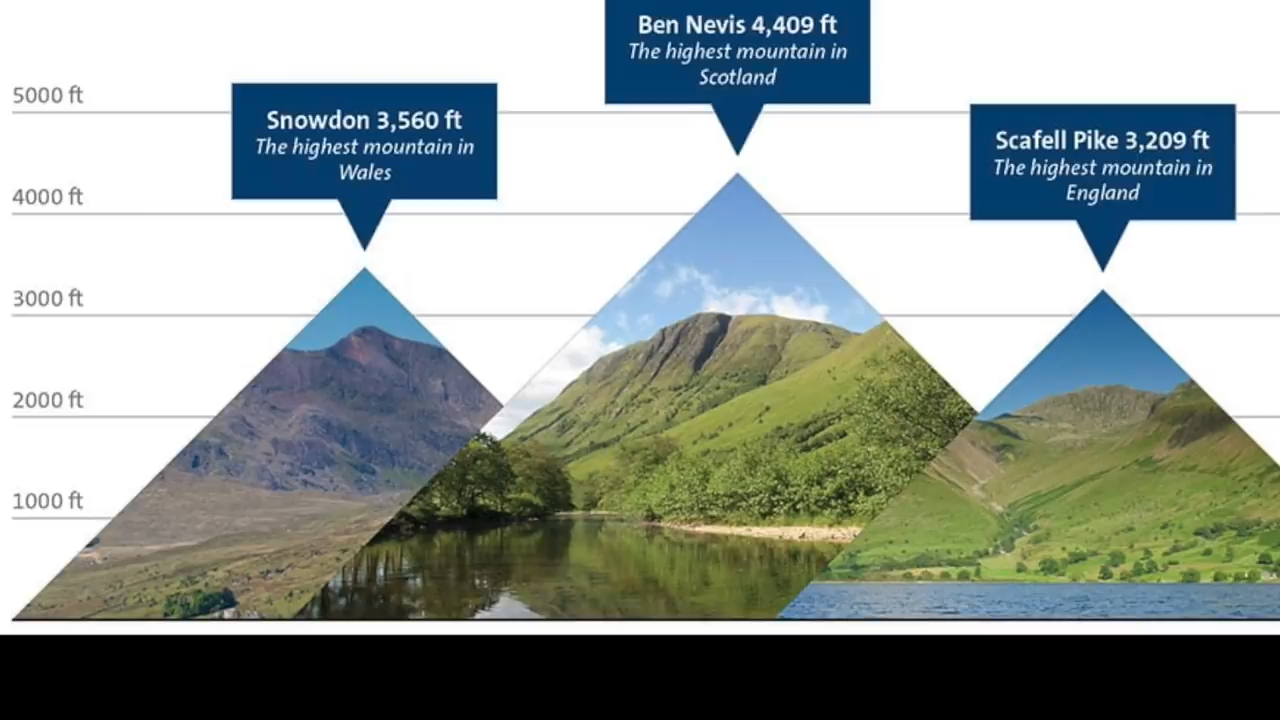 Ben Nevis 4,409 ft
The highest mountain in
Scotland
5000 ft
Snowdon 3,560 ft
The highest mountain in
Wales
Scafell Pike 3,209 ft
The highest mountain in
England
4000 ft
3000 ft
2000 ft
1000 ft